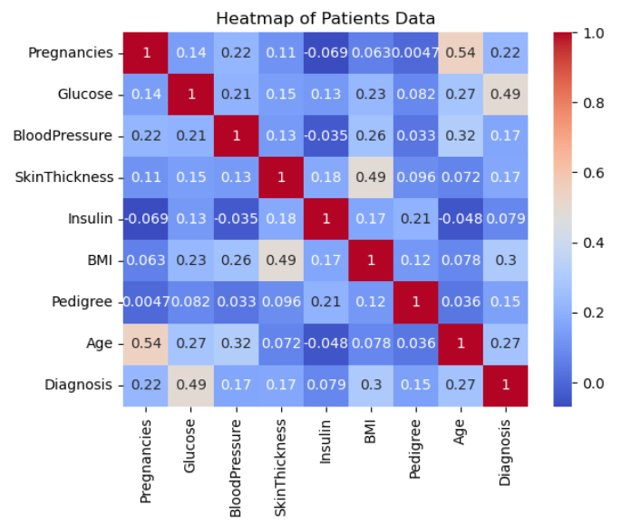 Heatmap of Patients Data
Pregnancies 1 0.14 0.22 0.11 -0.069 0.063 0.0047 0.54 0.22
Glucose 0.14 1 0.21 0.15 0.13 0.23 0.082 0.27 0.49
BloodPressure 0.22 0.21 1 0.13 -0.035 0.26 0.033 0.32 0.17
SkinThickness 0.11 0.15 0.13 1 0.18 0.49 0.096 0.072 0.17
Insulin -0.069 0.13 -0.035 0.18 1 0.17 0.21 -0.048 0.079
BMI 0.063 0.23 0.26 0.49 0.17 1 0.12 0.078 0.3
Pedigree 0.0047 0.082 0.033 0.096 0.21 0.12 1 0.036 0.15
Age 0.54 0.27 0.32 0.072 -0.048 0.078 0.036 1 0.27
Diagnosis 0.22 0.49 0.17 0.17 0.079 0.3 0.15 0.27 1
Pregnancies
Glucose
BloodPressure
SkinThickness
Insulin
BMI
Pedigree
Age
Diagnosis
1.0
0.8
0.6
0.4
0.2
0.0